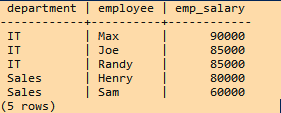 department | employee | emp_salary
------------+----------+------------
IT | Max | 90000
IT | Joe | 85000
IT | Randy | 85000
Sales | Henry | 80000
Sales | Sam | 60000
(5 rows)